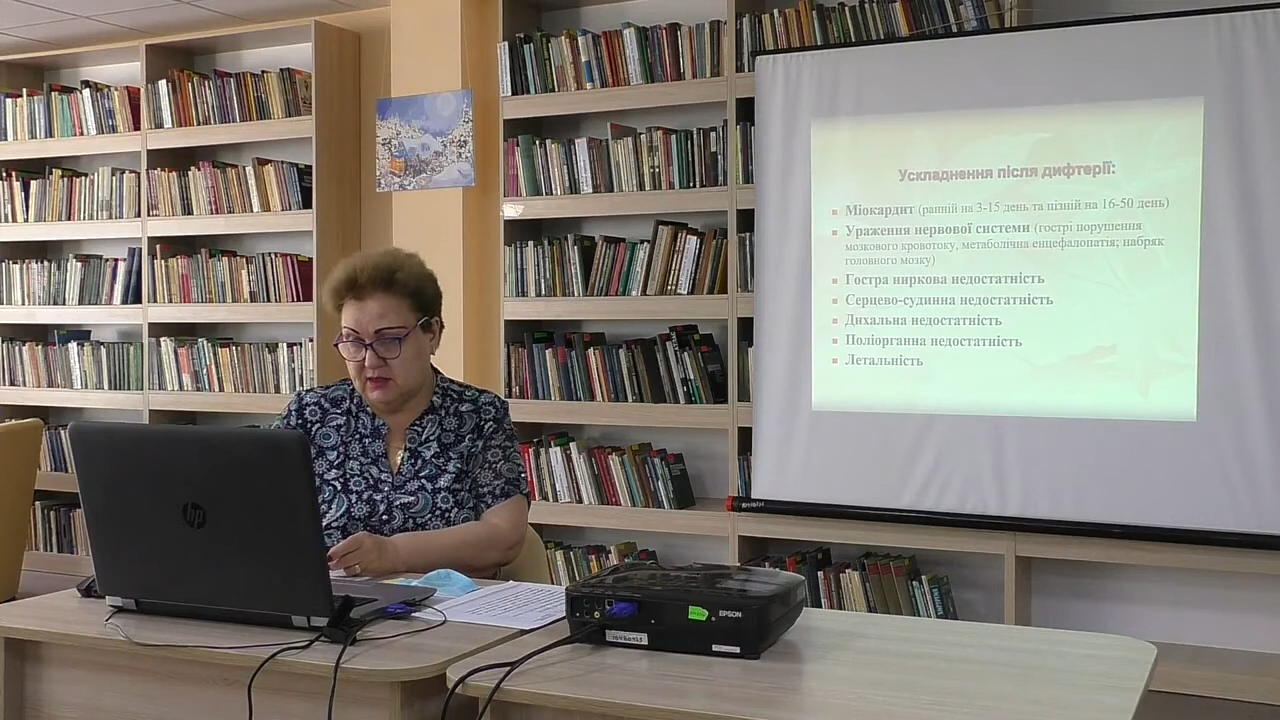 Ускладнення після дифтерії:
Міокардит (ранній на 3-15 день та пізній на 16-50 день)
Ураження нервової системи (гострі порушення
мозкового кровотоку, метаболічна енцефалопатія; набряк
головного мозку)
Гостра ниркова недостатність
Серцево-судинна недостатність
Дихальна недостатність
Поліорганна недостатність
Летальність
hp
EPSON